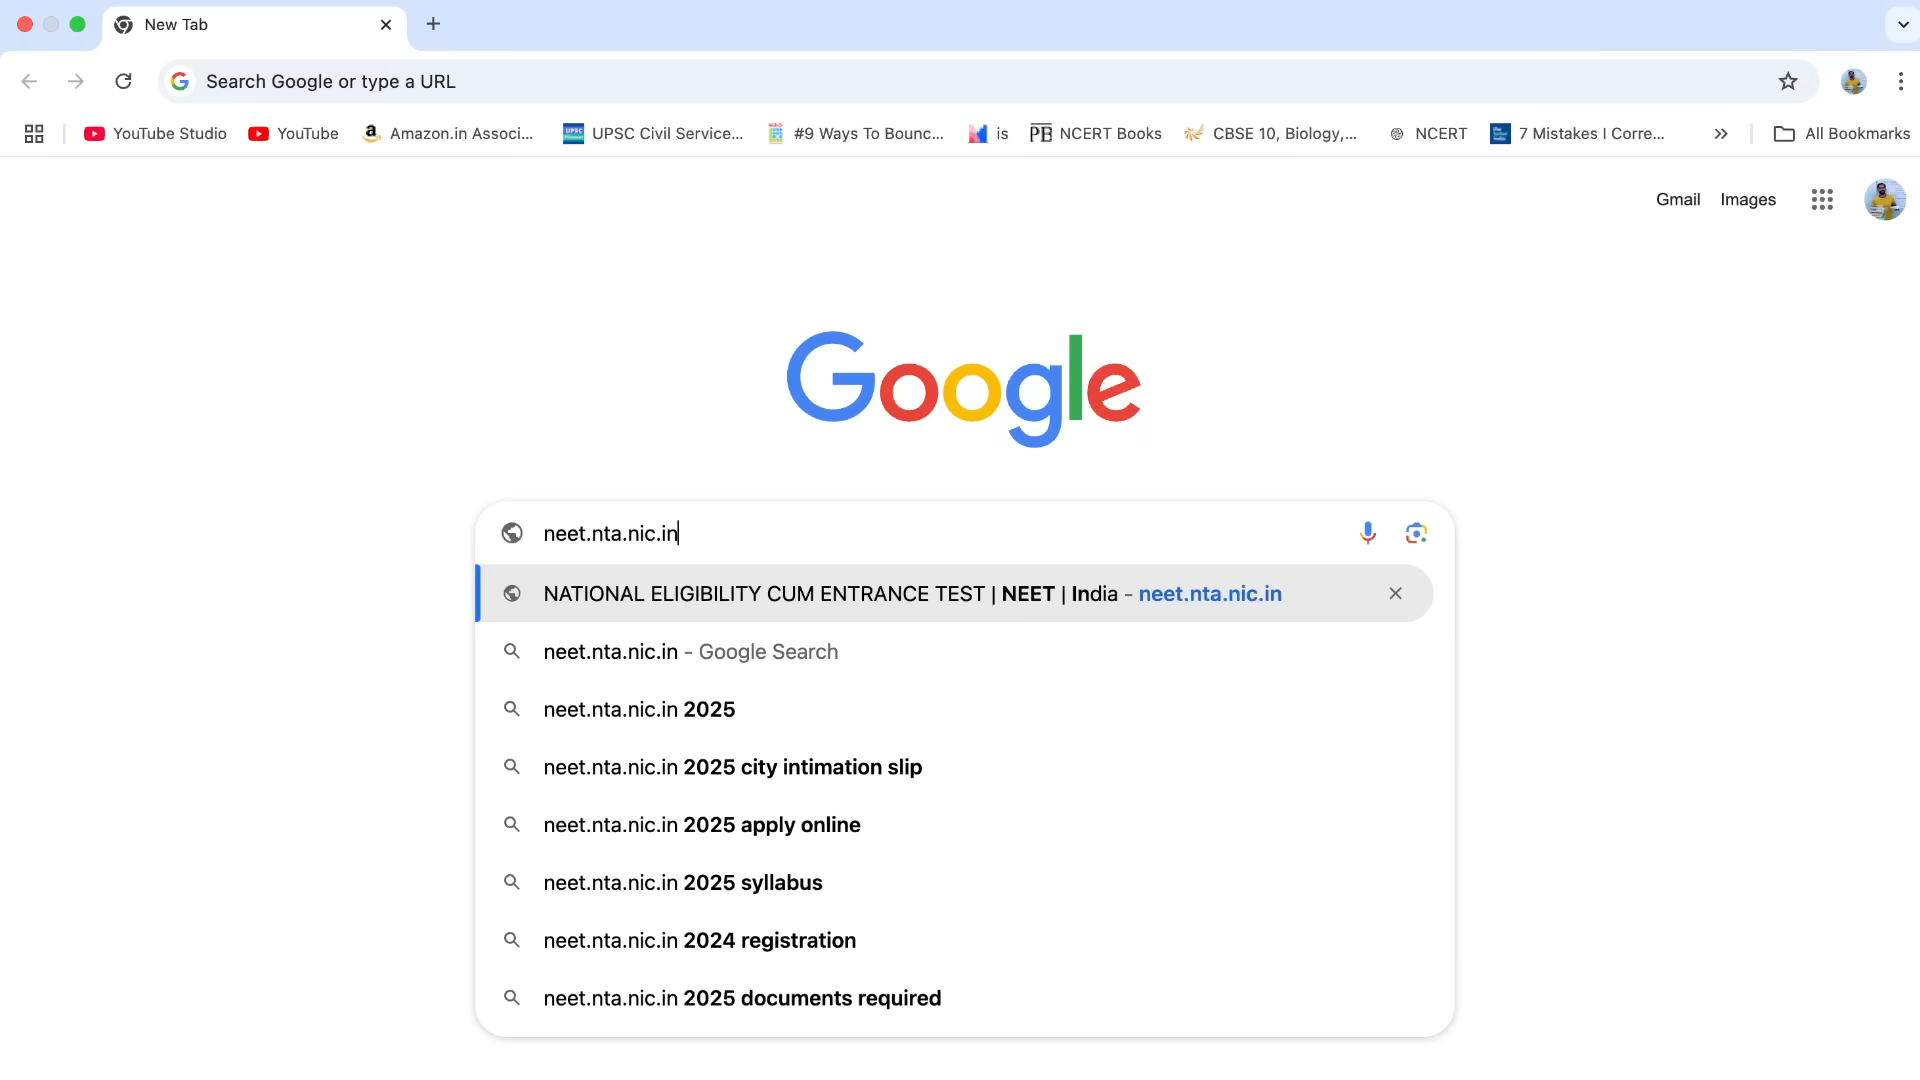 New Tab
Search Google or type a URL
YouTube Studio YouTube Amazon.in Associ... UPSC Civil Service... #9 Ways To Bounc... is NCERT Books CBSE 10, Biology,... NCERT 7 Mistakes I Corre... All Bookmarks
Gmail Images
Google
neet.nta.nic.in
NATIONAL ELIGIBILITY CUM ENTRANCE TEST | NEET | India - neet.nta.nic.in
neet.nta.nic.in - Google Search
neet.nta.nic.in 2025
neet.nta.nic.in 2025 city intimation slip
neet.nta.nic.in 2025 apply online
neet.nta.nic.in 2025 syllabus
neet.nta.nic.in 2024 registration
neet.nta.nic.in 2025 documents required